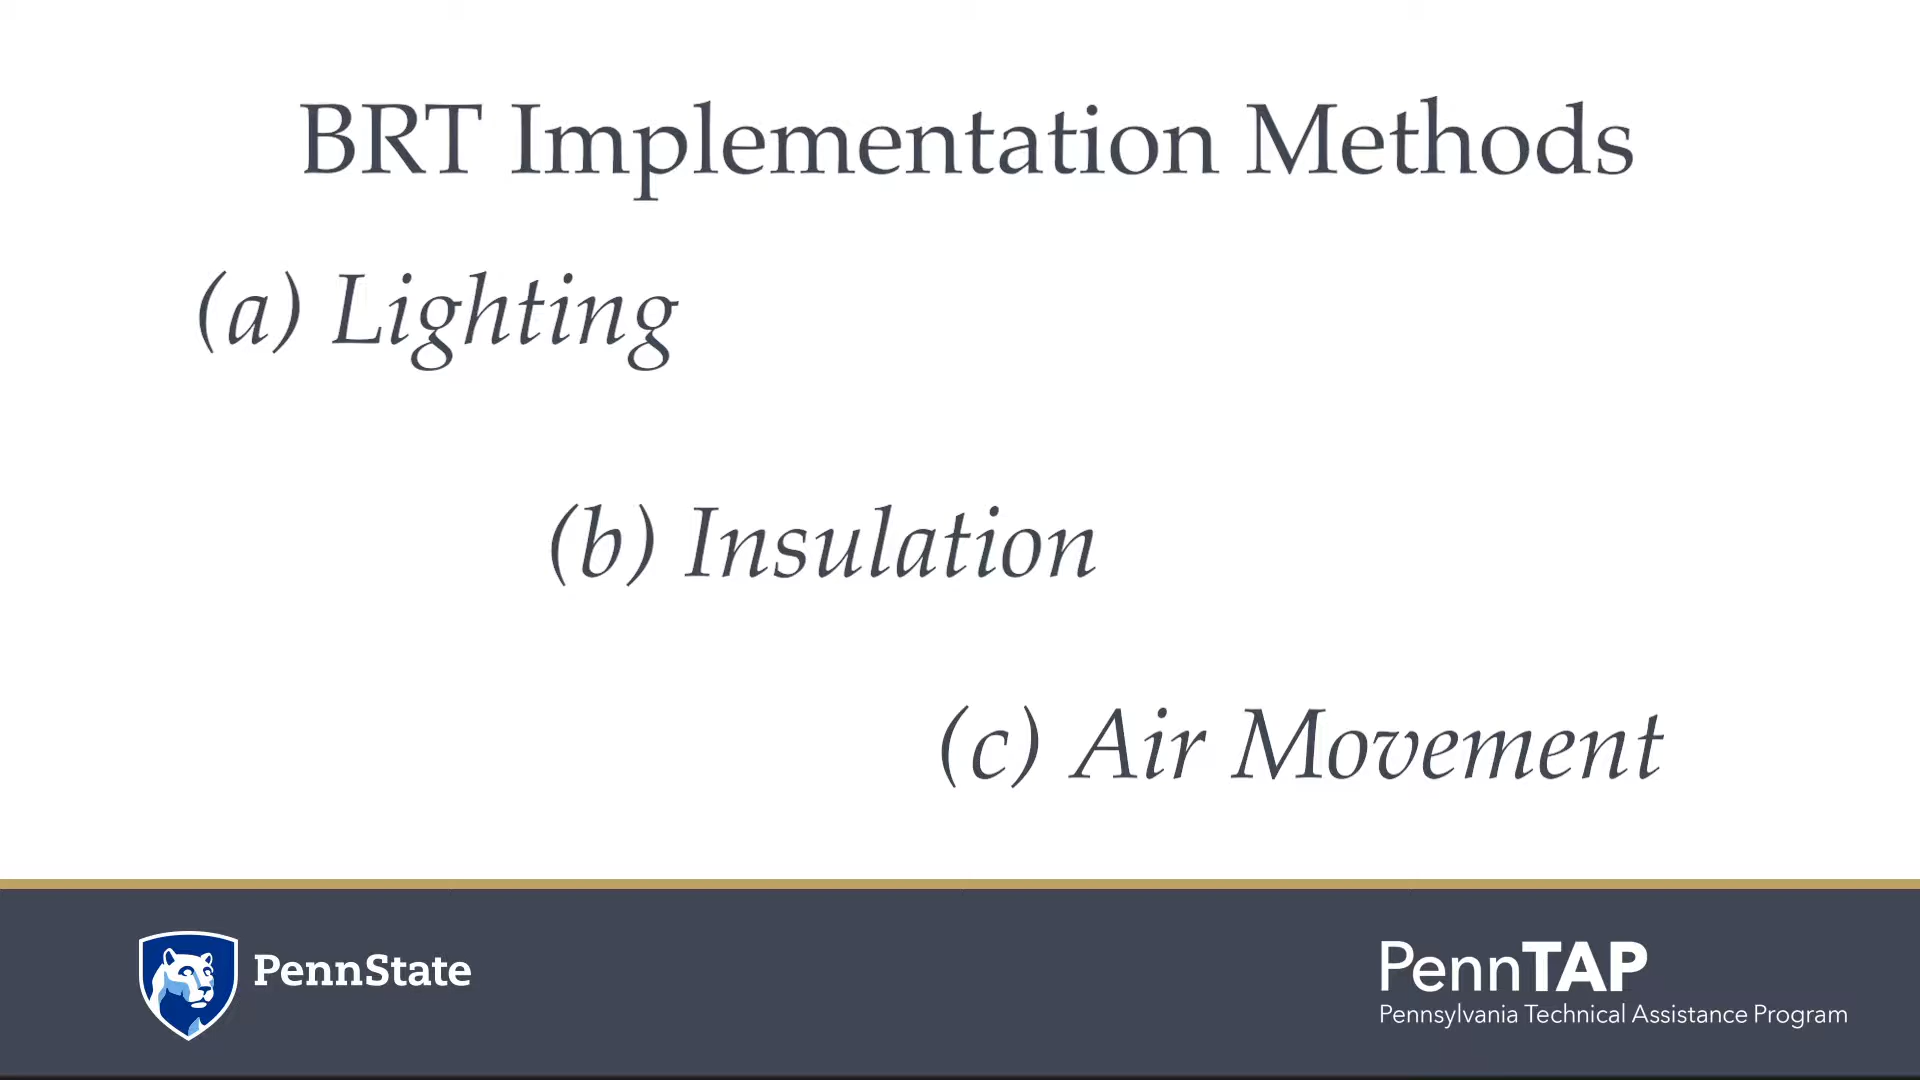 BRT Implementation Methods
(a) Lighting
(b) Insulation
(c) Air Movement
PennState
PennTAP
Pennsylvania Technical Assistance Program